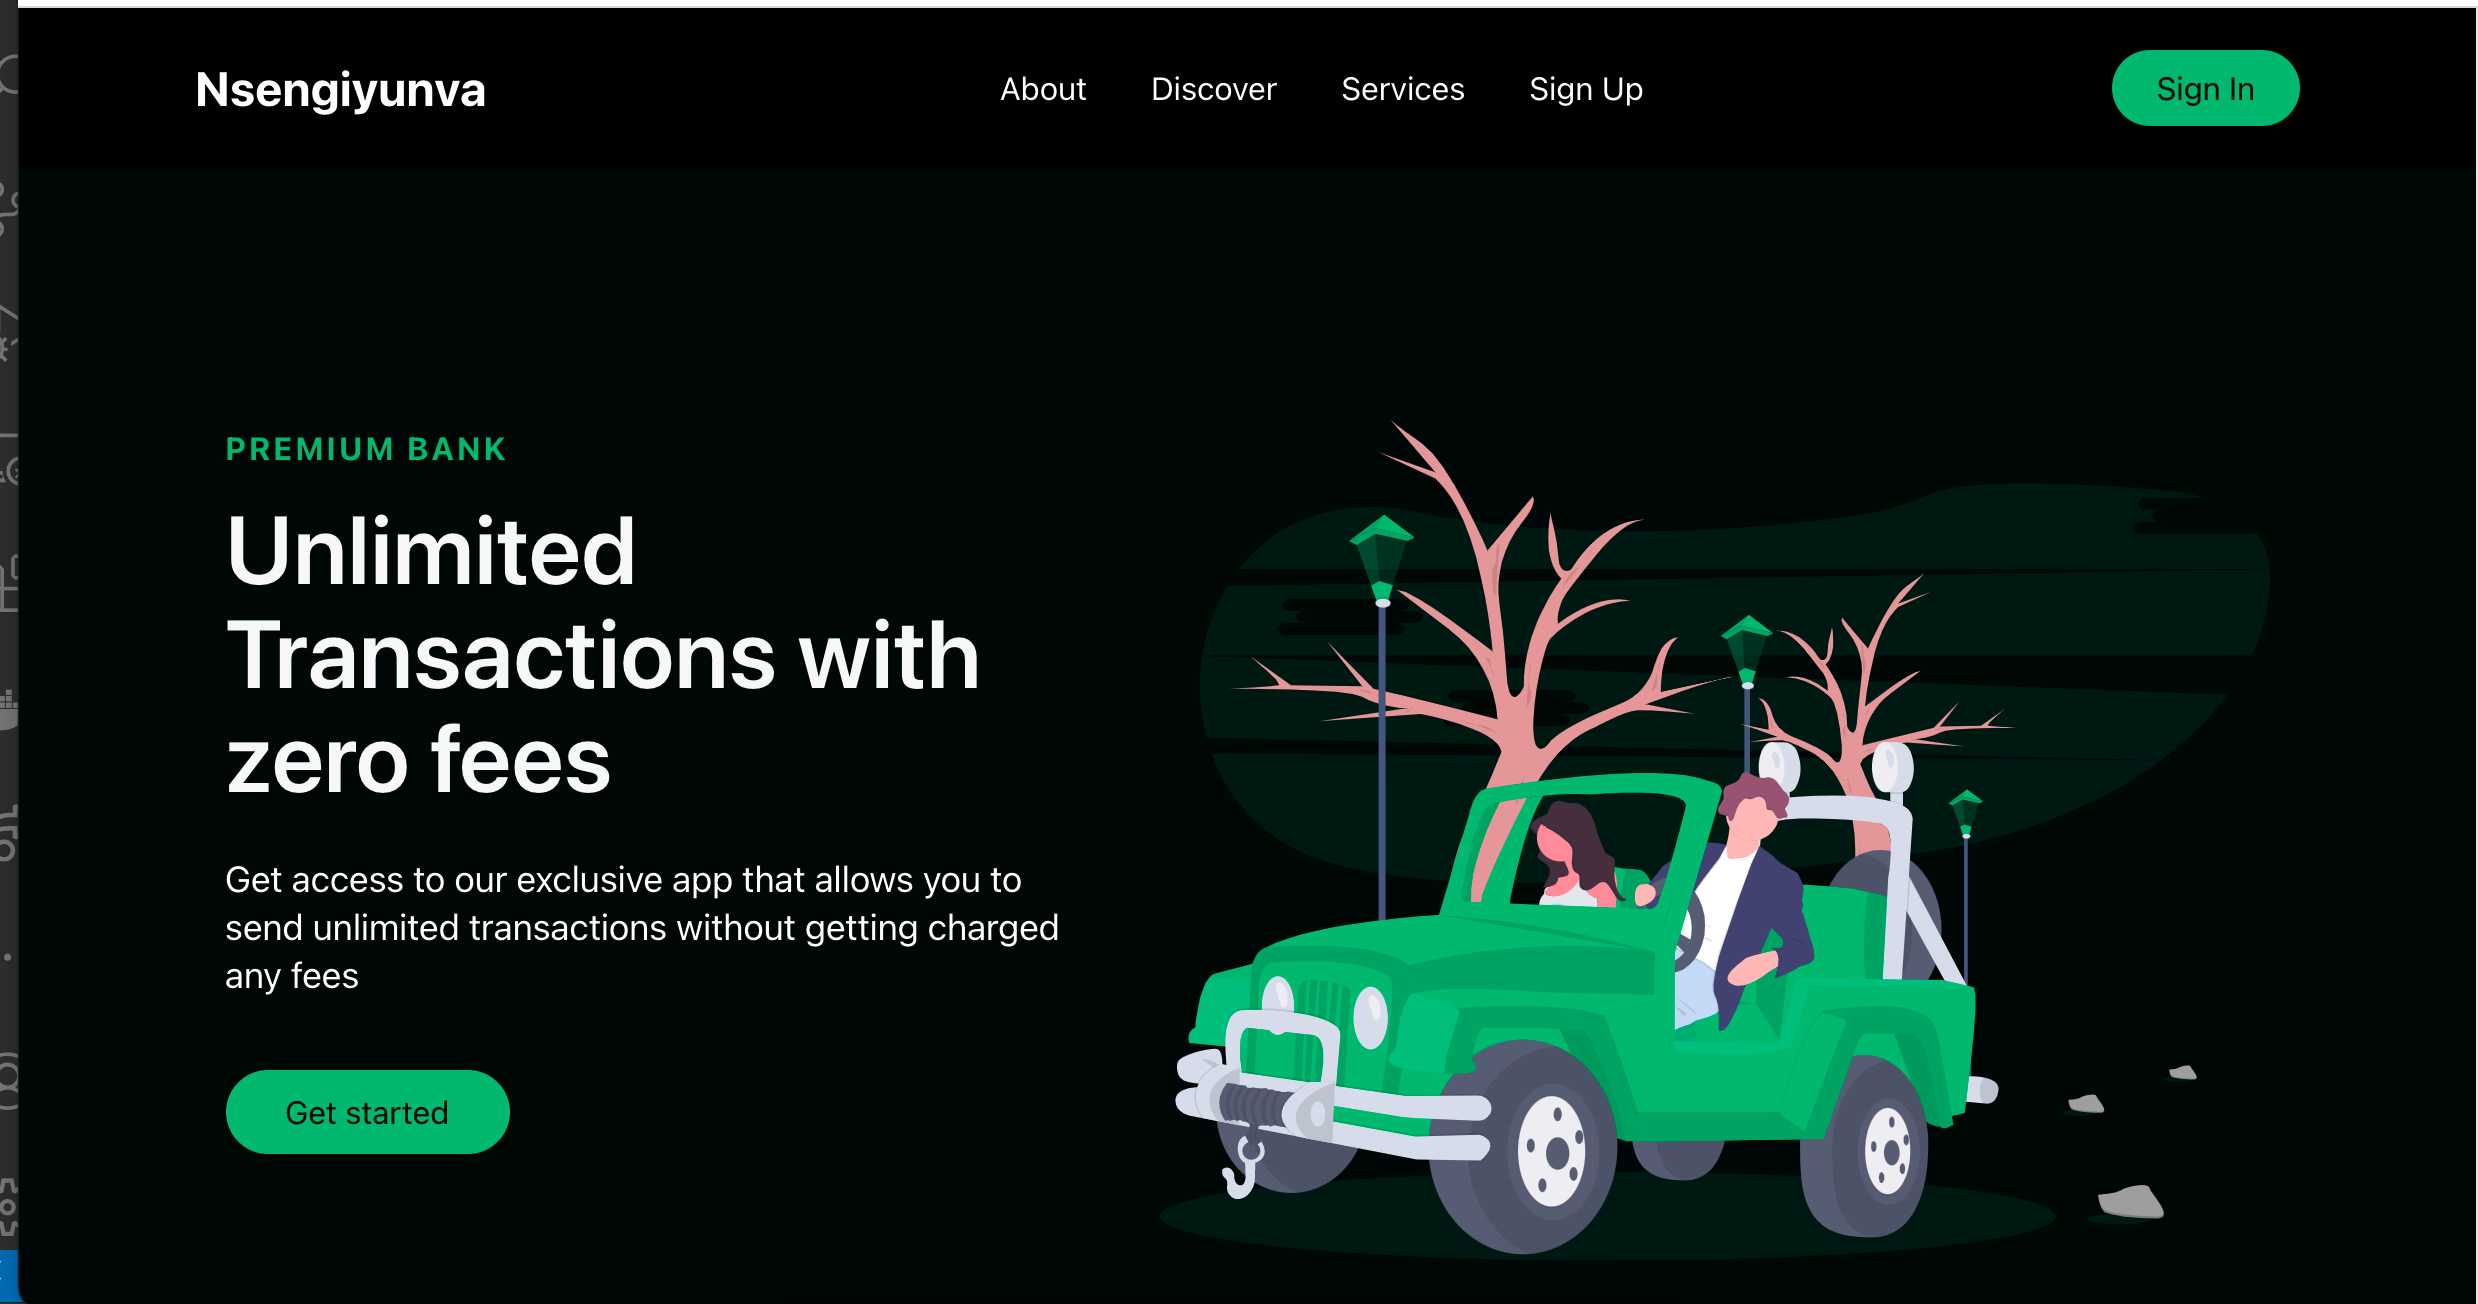 Nsengiyunva
About
Discover
Services
Sign Up
Sign In
PREMIUM BANK
Unlimited
Transactions with
zero fees
Get access to our exclusive app that allows you to
send unlimited transactions without getting charged
any fees
Get started